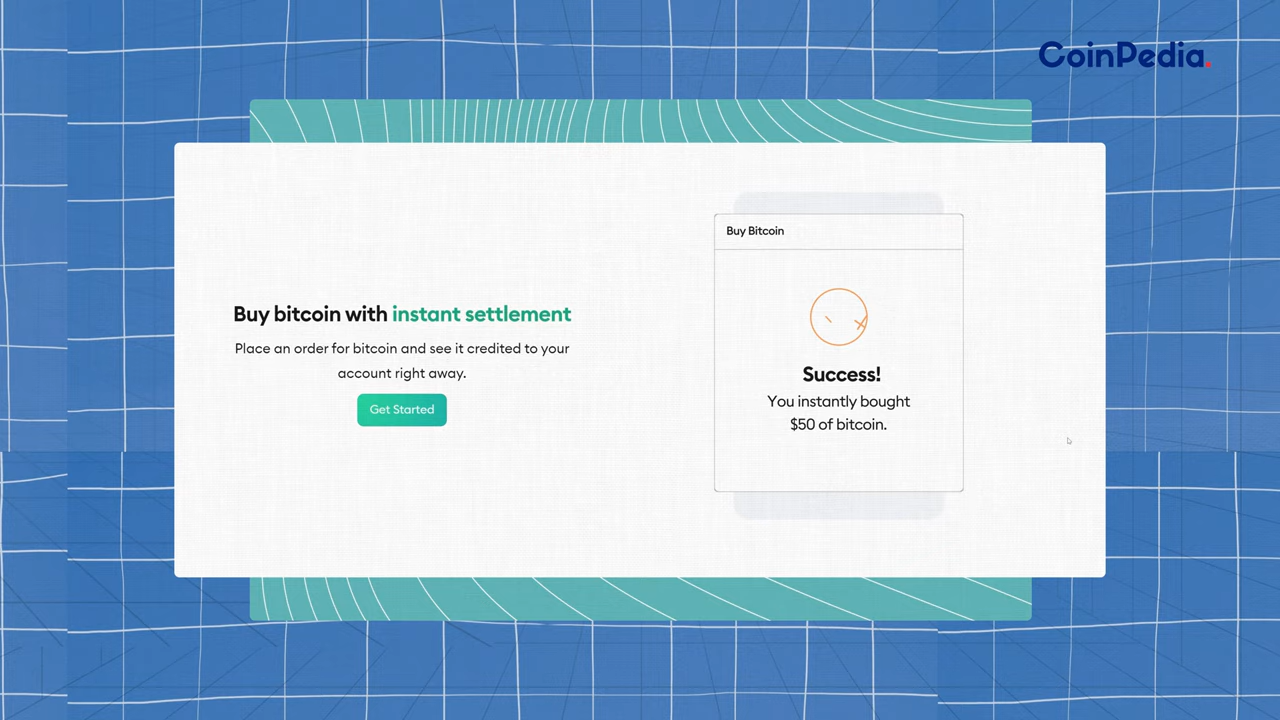 CoinPedia.
Buy bitcoin with instant settlement
Place an order for bitcoin and see it credited to your
account right away.
Get Started
Buy Bitcoin
Success!
You instantly bought
$50 of bitcoin.